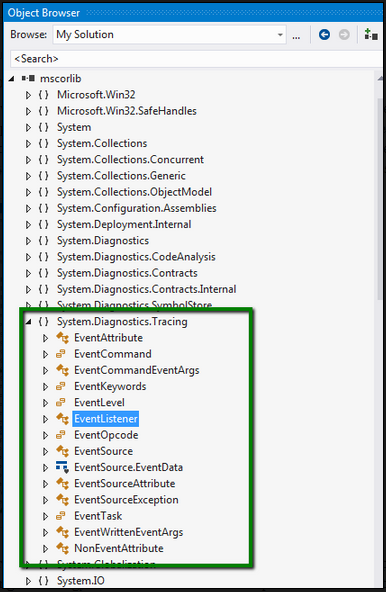 Object Browser
Browse: My Solution ...
<Search>
mscorlib
{ } Microsoft.Win32
{ } Microsoft.Win32.SafeHandles
{ } System
{ } System.Collections
{ } System.Collections.Concurrent
{ } System.Collections.Generic
{ } System.Collections.ObjectModel
{ } System.Configuration.Assemblies
{ } System.Deployment.Internal
{ } System.Diagnostics
{ } System.Diagnostics.CodeAnalysis
{ } System.Diagnostics.Contracts
{ } System.Diagnostics.Contracts.Internal
{ } System.Diagnostics.SymbolStore
{ } System.Diagnostics.Tracing
EventAttribute
EventCommand
EventCommandEventArgs
EventKeywords
EventLevel
EventListener
EventOpcode
EventSource
EventSource.EventData
EventSourceAttribute
EventSourceException
EventTask
EventWrittenEventArgs
NonEventAttribute
{ } System.Globalization
{ } System.IO